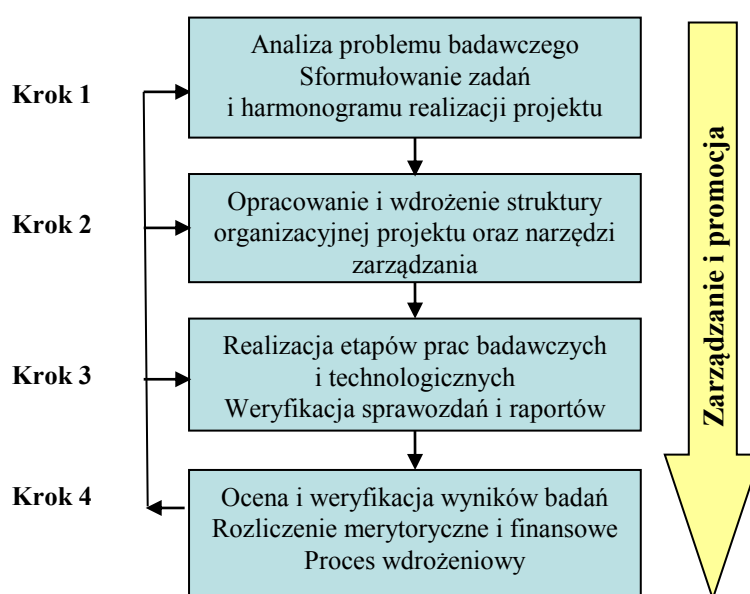 Krok 1
Analiza problemu badawczego
Sformułowanie zadań
i harmonogramu realizacji projektu
Krok 2
Opracowanie i wdrożenie struktury
organizacyjnej projektu oraz narzędzi
zarządzania
Krok 3
Realizacja etapów prac badawczych
i technologicznych
Weryfikacja sprawozdań i raportów
Krok 4
Ocena i weryfikacja wyników badań
Rozliczenie merytoryczne i finansowe
Proces wdrożeniowy
Zarządzanie i promocja